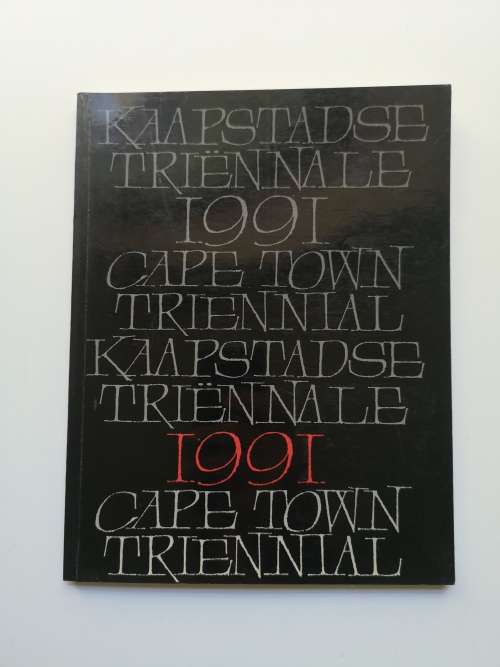 KAAPSTADSE
TRIËNNALE
1991
CAPE TOWN
TRIENNIAL
KAAPSTADSE
TRIËNNALE
1991
CAPE TOWN
TRIENNIAL